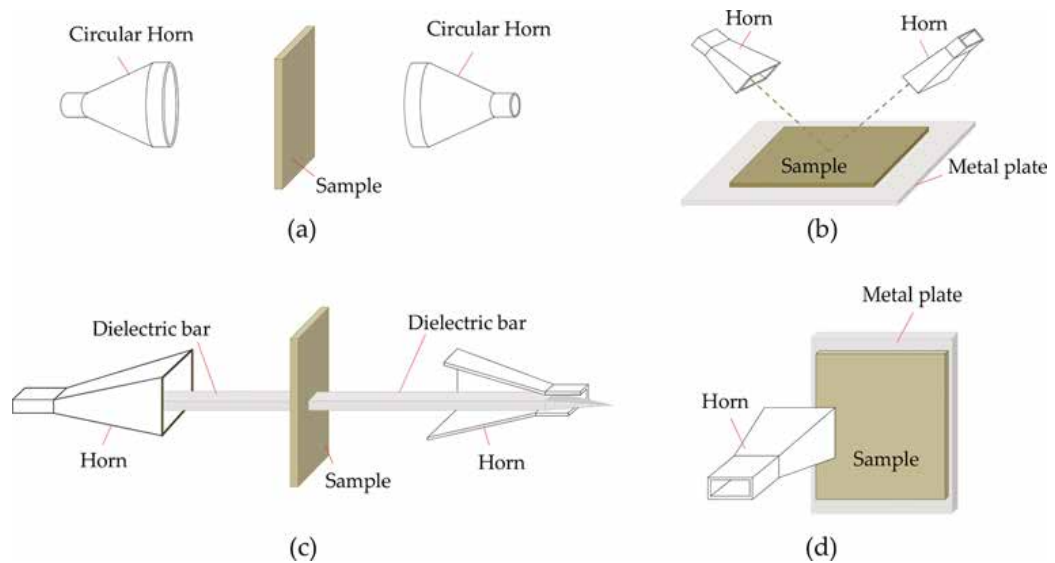 Circular Horn
Circular Horn
Sample
(a)
Horn
Horn
Sample
Metal plate
(b)
Dielectric bar
Dielectric bar
Horn
Sample
Horn
(c)
Metal plate
Horn
Sample
(d)